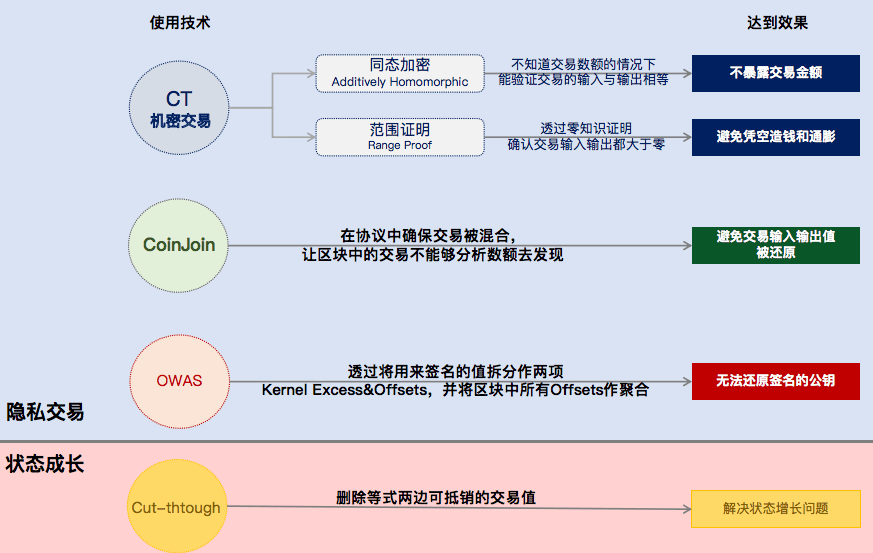 使用技术
达到效果
CT
机密交易
同态加密
Additively Homomorphic
不知道交易数额的情况下
能验证交易的输入与输出相等
不暴露交易金额
范围证明
Range Proof
透过零知识证明
确认交易输入输出都大于零
避免凭空造钱和通膨
CoinJoin
在协议中确保交易被混合，
让区块中的交易不能够分析数额去发现
避免交易输入输出值
被还原
OWAS
透过将用来签名的值拆分作两项
Kernel Excess&Offsets，并将区块中所有Offsets作聚合
无法还原签名的公钥
隐私交易
状态成长
Cut-thtough
删除等式两边可抵销的交易值
解决状态增长问题